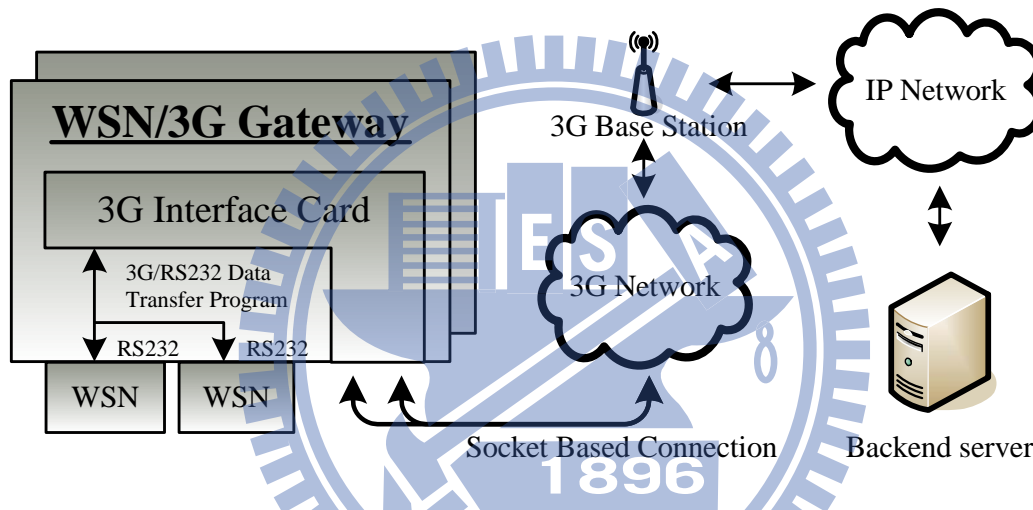 WSN/3G Gateway
3G Interface Card
3G/RS232 Data
Transfer Program
RS232
RS232
WSN
WSN
3G Base Station
IP Network
3G Network
Socket Based Connection
Backend server
E S A
8
1896